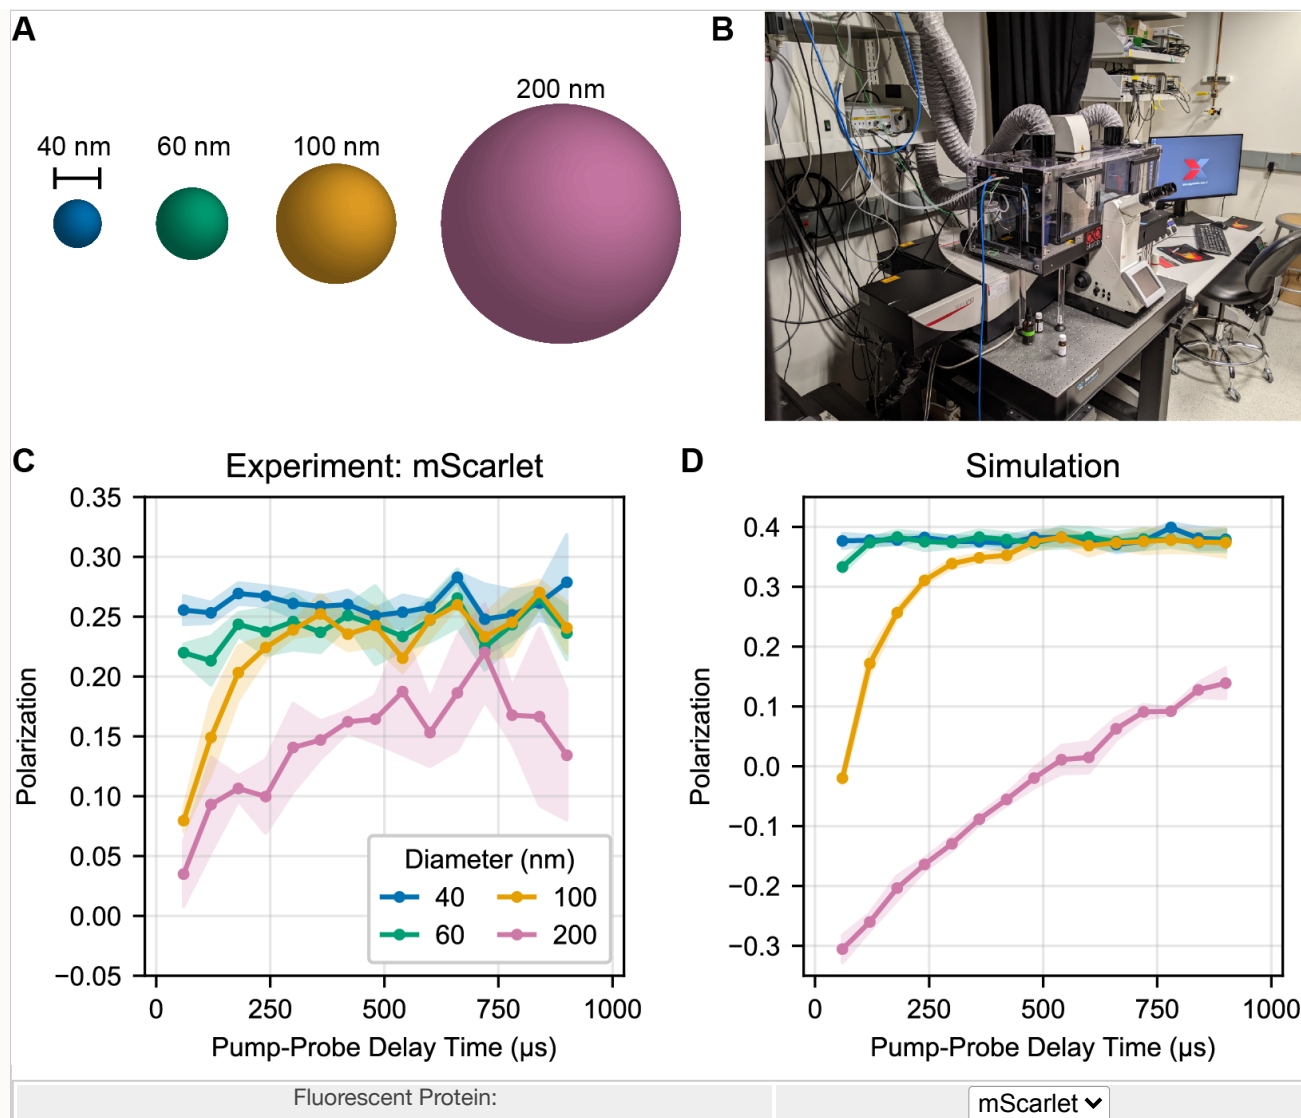 A
40 nm
60 nm
100 nm
200 nm
B
C
Experiment: mScarlet
0.35
0.30
0.25
0.20
0.15
0.10
0.05
0.00
−0.05
Polarization
0
250
500
750
1000
Pump-Probe Delay Time (µs)
Diameter (nm)
40
100
60
200
D
Simulation
0.4
0.3
0.2
0.1
0.0
−0.1
−0.2
−0.3
Polarization
0
250
500
750
1000
Pump-Probe Delay Time (µs)
Fluorescent Protein:
mScarlet